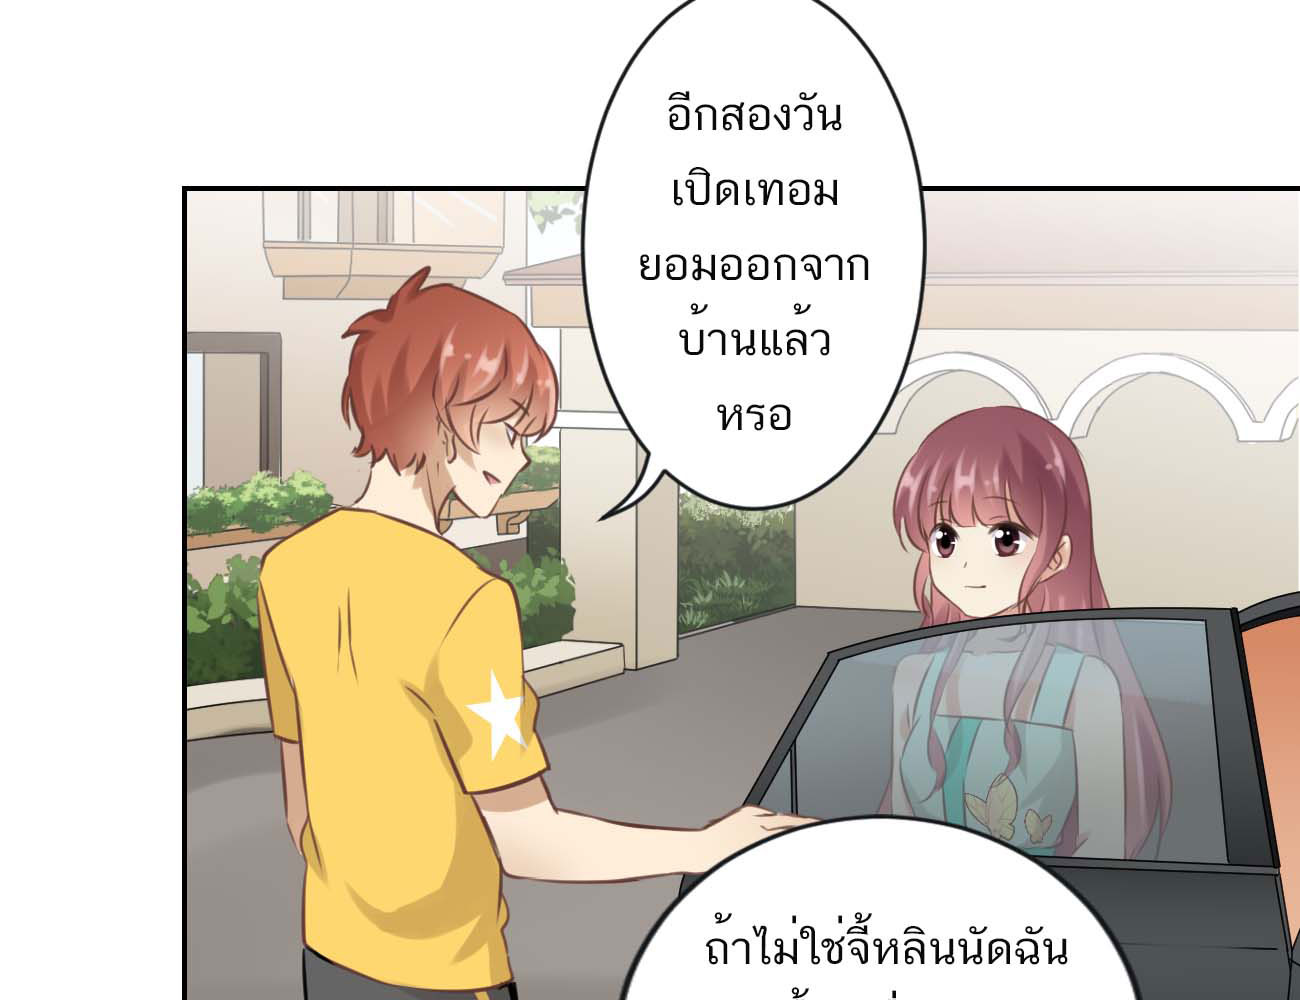 อีกสองวัน
เปิดเทอม
ยอมออกจาก
บ้านแล้ว
หรอ
ถ้าไม่ใช่จี้หลินนัดฉัน